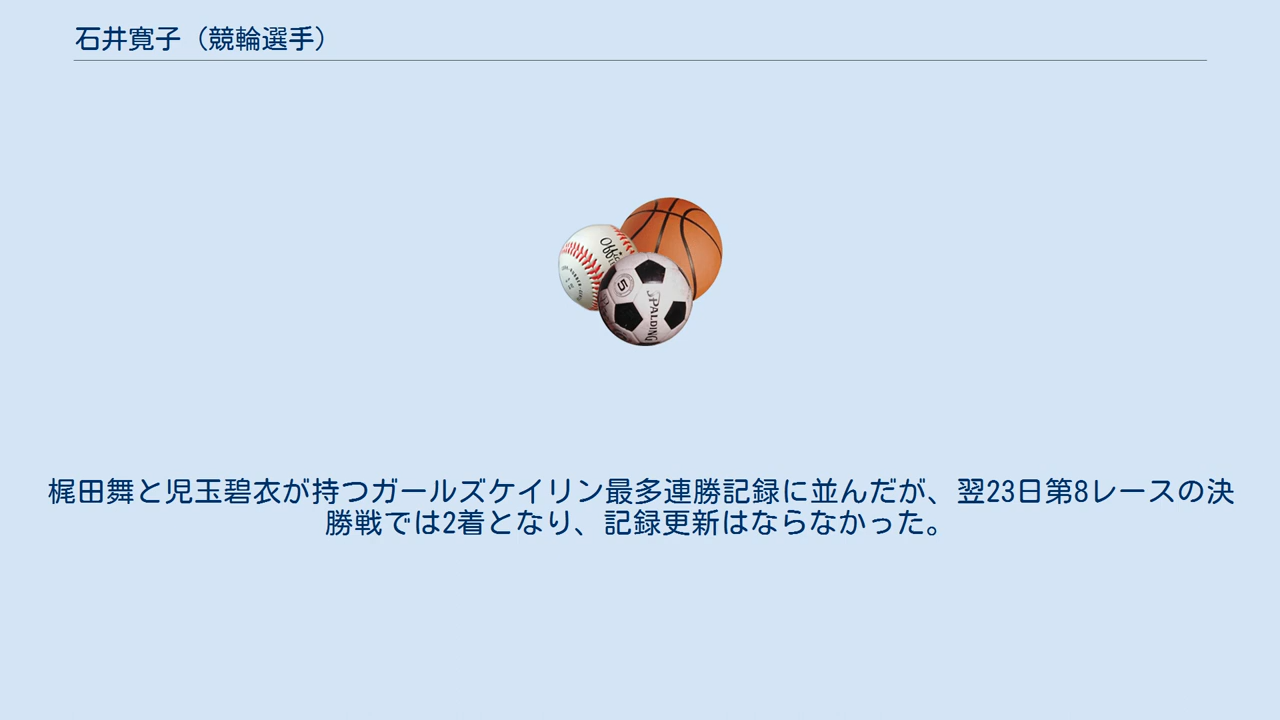 石井寛子（競輪選手）
Offic
5
SPALDING
梶田舞と児玉碧衣が持つガールズケイリン最多連勝記録に並んだが、翌23日第8レースの決
勝戦では2着となり、記録更新はならなかった。